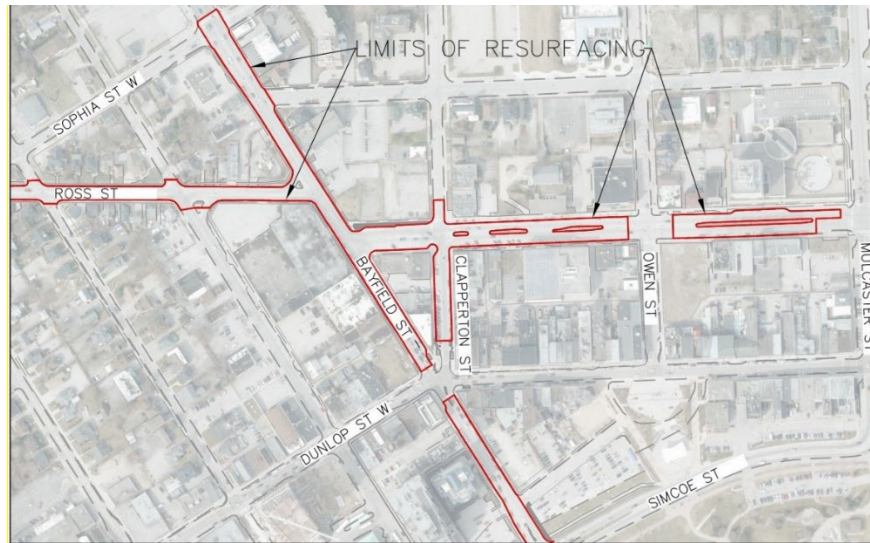 LIMITS OF RESURFACING
SOPHIA ST W
ROSS ST
BAYFIELD ST
CLAPPERTON ST
OWEN ST
MULCASTER ST
DUNLOP ST W
SIMCOE ST